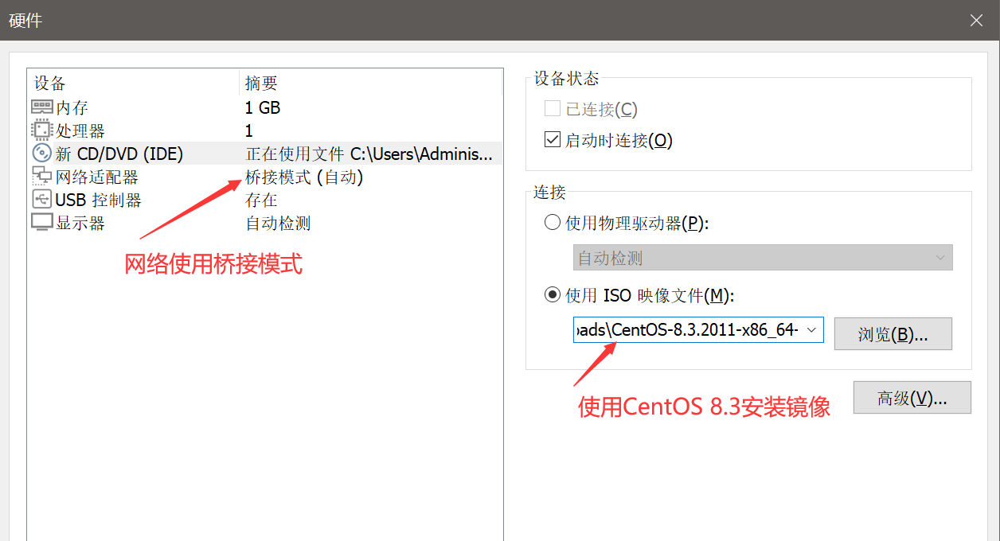 硬件
设备 摘要
内存 1 GB
处理器 1
新 CD/DVD (IDE) 正在使用文件 C:\Users\Adminis...
网络适配器 桥接模式 (自动)
USB 控制器 存在
显示器 自动检测
网络使用桥接模式
设备状态
已连接(C)
启动时连接(O)
连接
使用物理驱动器(P):
自动检测
使用 ISO 映像文件(M):
oads\CentOS-8.3.2011-x86_64-
浏览(B)...
使用CentOS 8.3安装镜像
高级(V)...